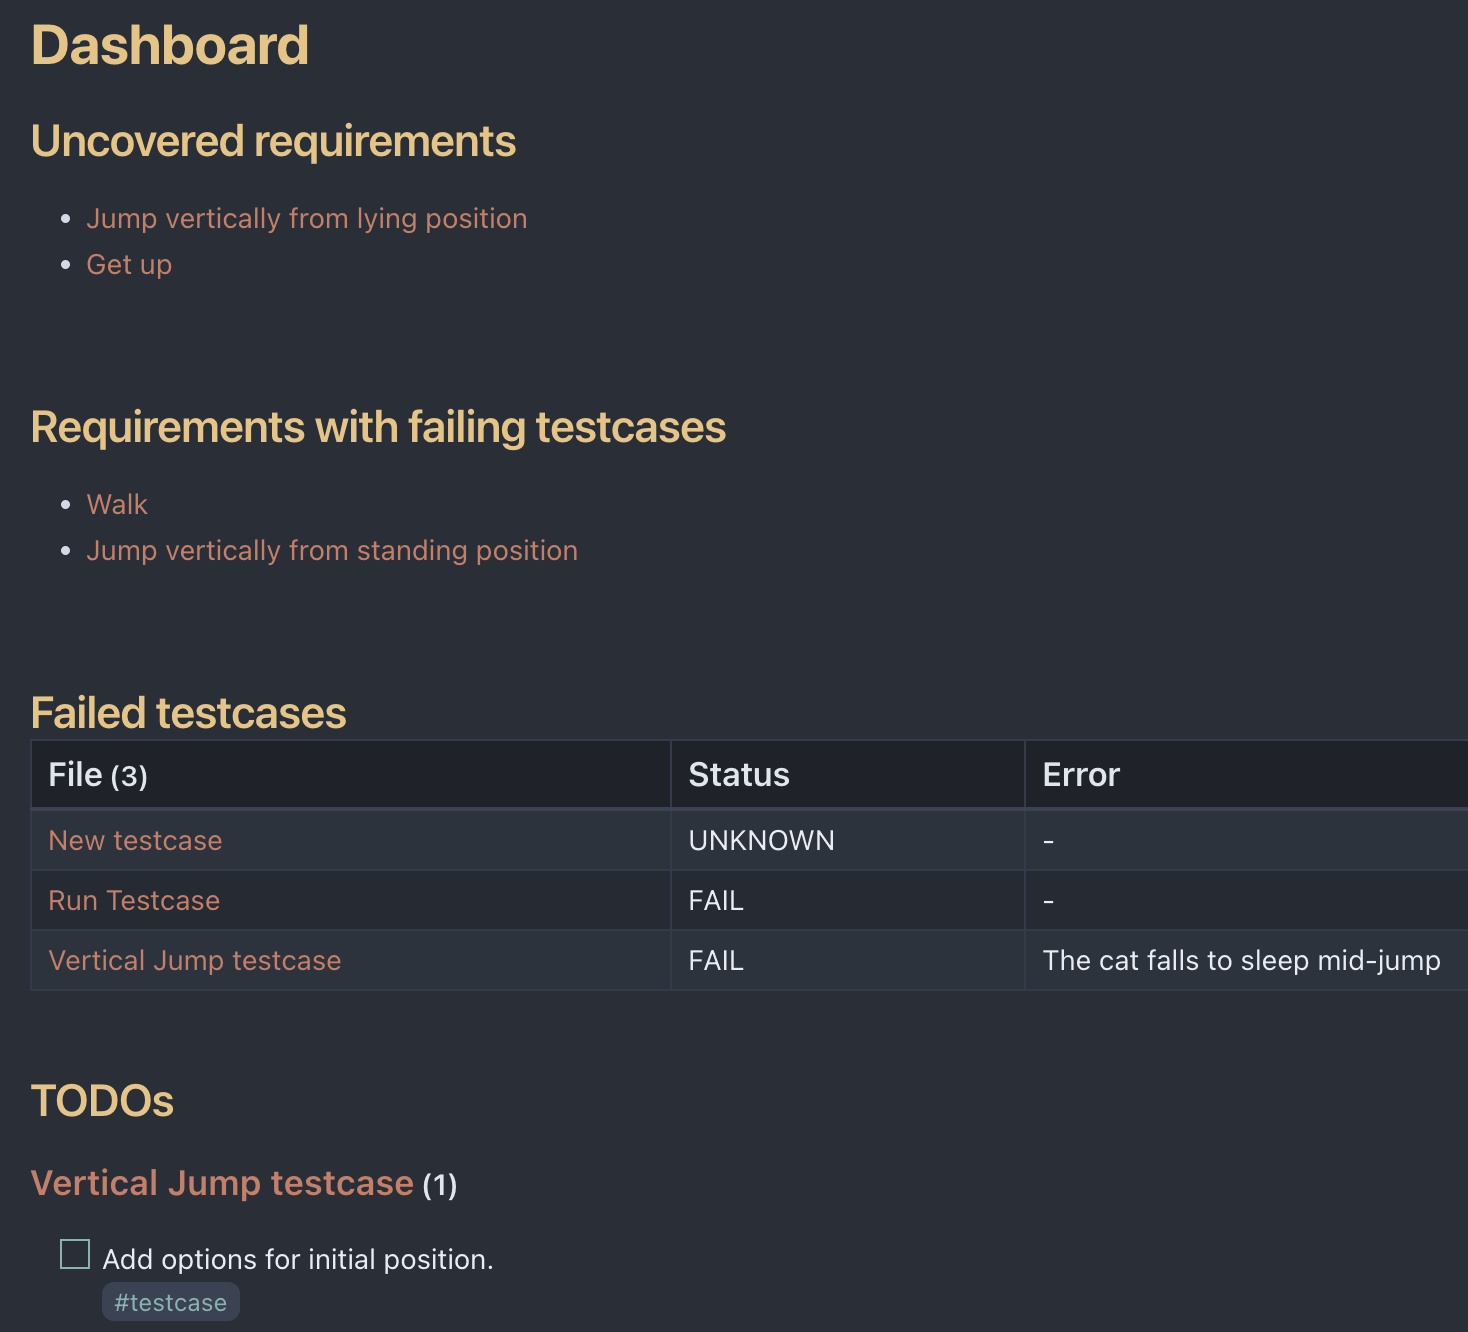 Dashboard
Uncovered requirements
Jump vertically from lying position
Get up
Requirements with failing testcases
Walk
Jump vertically from standing position
Failed testcases
File (3) Status Error
New testcase UNKNOWN -
Run Testcase FAIL -
Vertical Jump testcase FAIL The cat falls to sleep mid-jump
TODOs
Vertical Jump testcase (1)
Add options for initial position.
#testcase